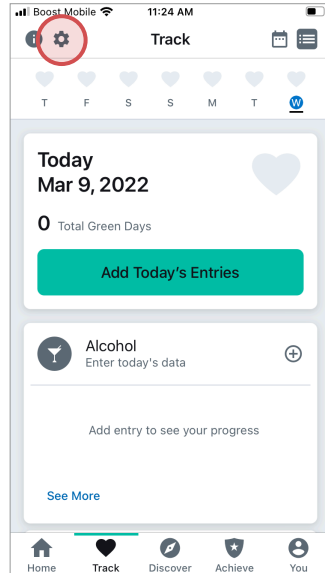 Boost Mobile 11:24 AM
Track
T F S S M T W
Today
Mar 9, 2022
0 Total Green Days
Add Today's Entries
Alcohol
Enter today's data
Add entry to see your progress
See More
Home Track Discover Achieve You